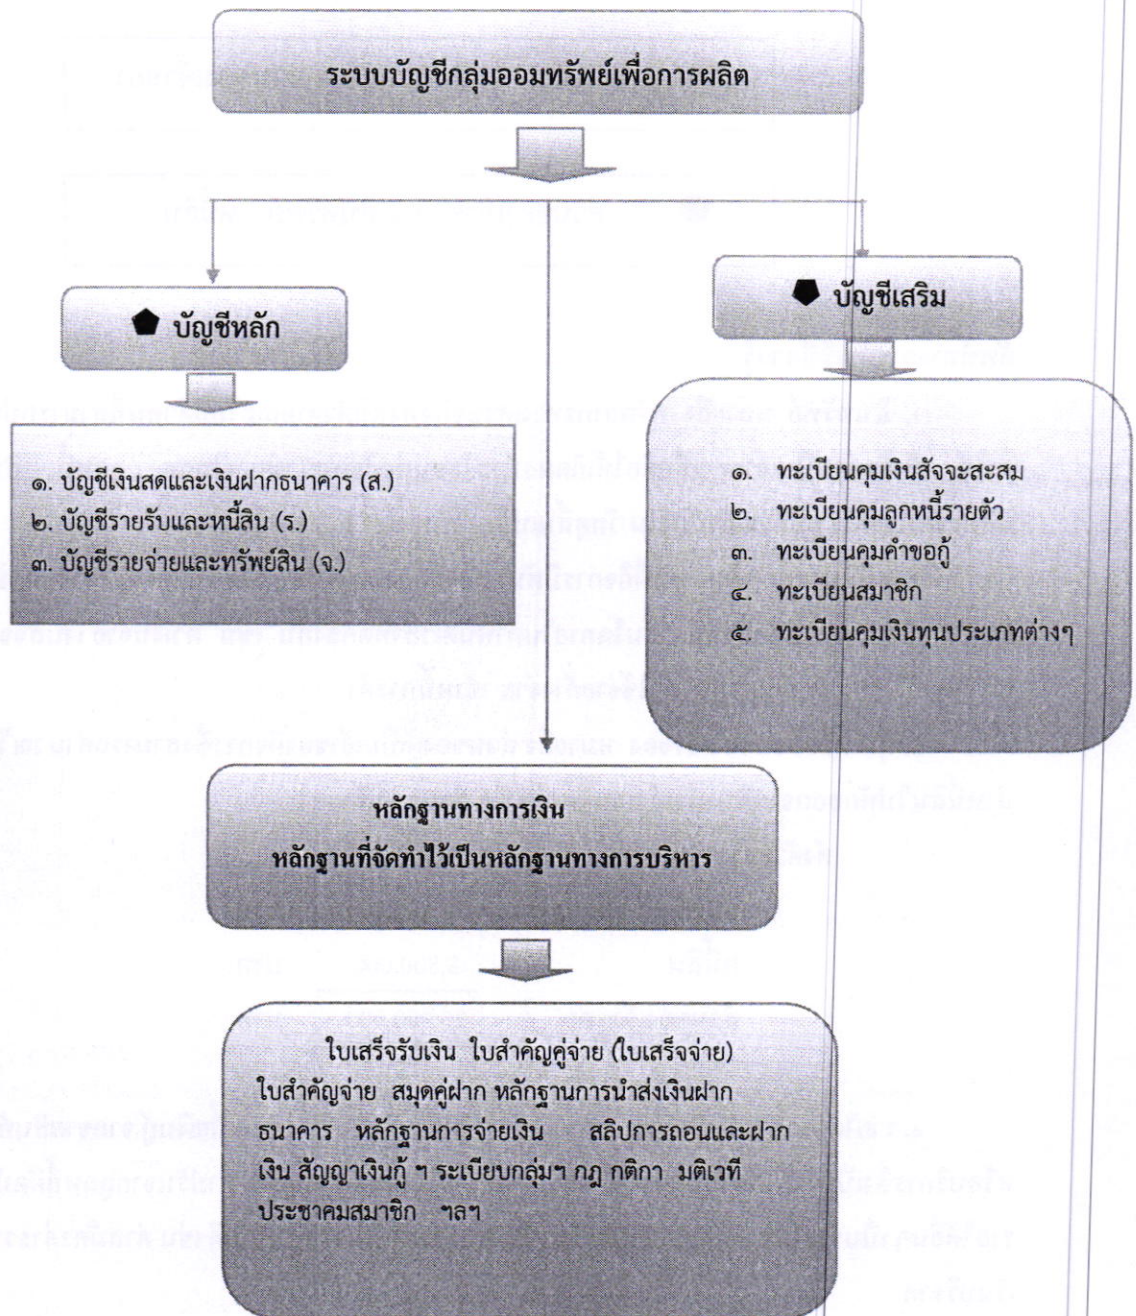 ระบบบัญชีกลุ่มออมทรัพย์เพื่อการผลิต
บัญชีหลัก
๑. บัญชีเงินสดและเงินฝากธนาคาร (ส.)
๒. บัญชีรายรับและหนี้สิน (ร.)
๓. บัญชีรายจ่ายและทรัพย์สิน (จ.)
บัญชีเสริม
๑. ทะเบียนคุมเงินสัจจะสะสม
๒. ทะเบียนคุมลูกหนี้รายตัว
๓. ทะเบียนคุมคำขอกู้
๔. ทะเบียนสมาชิก
๕. ทะเบียนคุมเงินทุนประเภทต่างๆ
หลักฐานทางการเงิน
หลักฐานที่จัดทำไว้เป็นหลักฐานทางการบริหาร
ใบเสร็จรับเงิน ใบสำคัญคู่จ่าย (ใบเสร็จจ่าย)
ใบสำคัญจ่าย สมุดคู่ฝาก หลักฐานการนำส่งเงินฝาก
ธนาคาร หลักฐานการจ่ายเงิน สลิปการถอนและฝาก
เงิน สัญญาเงินกู้ ฯ ระเบียบกลุ่มฯ กฎ กติกา มติเวที
ประชาคมสมาชิก ฯลฯ